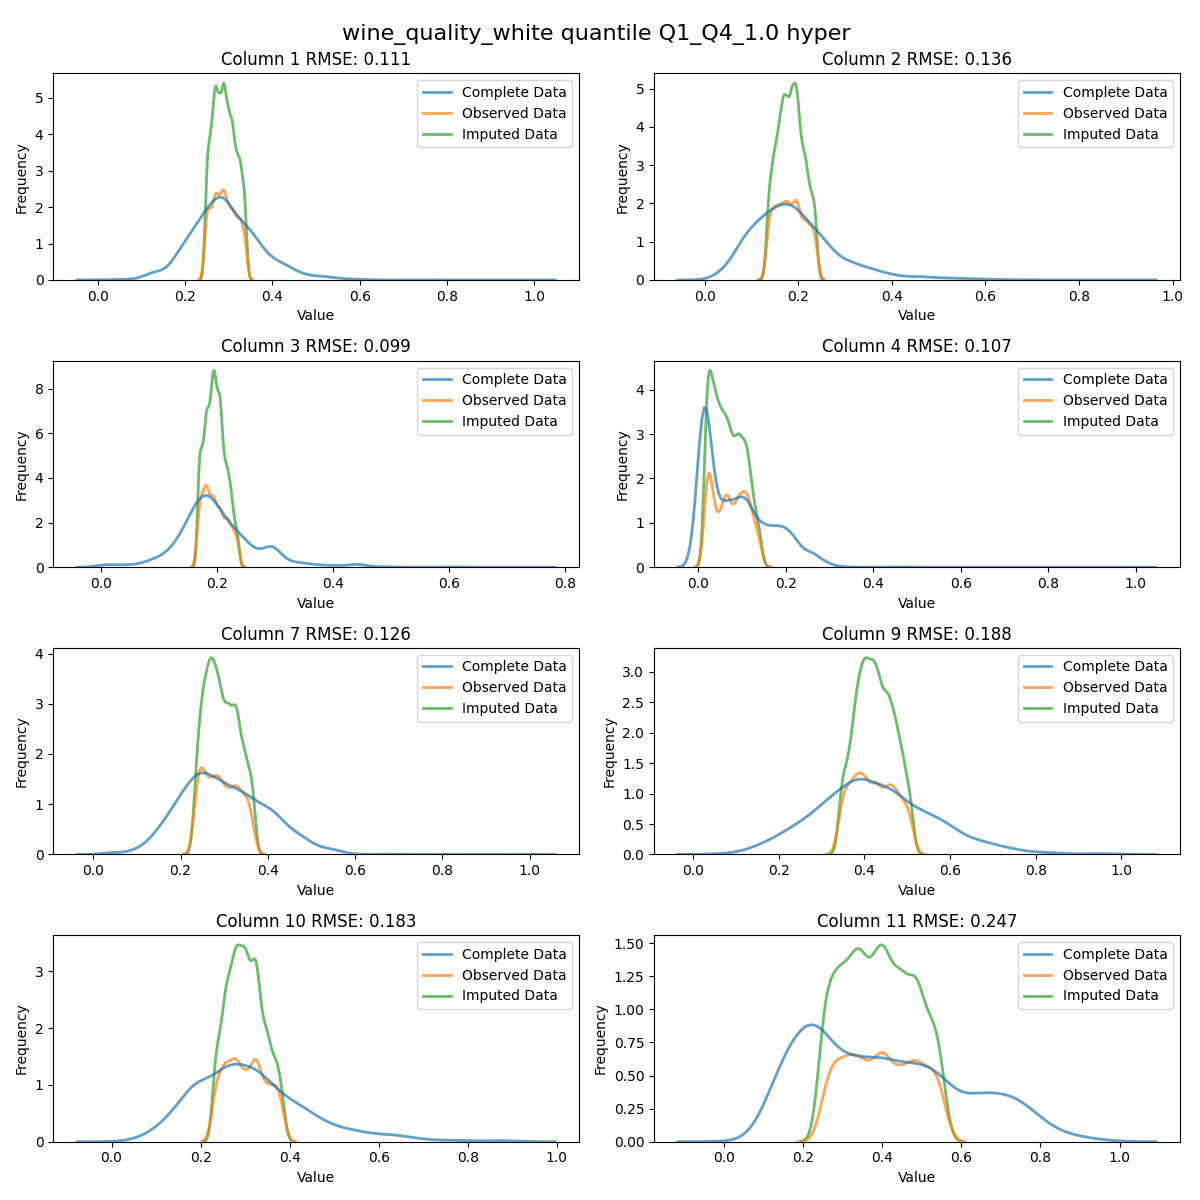 wine_quality_white quantile Q1_Q4_1.0 hyper
Column 1 RMSE: 0.111
Complete Data
Observed Data
Imputed Data
Frequency
5
4
3
2
1
0
0.0 0.2 0.4 0.6 0.8 1.0
Value
Column 2 RMSE: 0.136
Complete Data
Observed Data
Imputed Data
Frequency
5
4
3
2
1
0
0.0 0.2 0.4 0.6 0.8 1.0
Value
Column 3 RMSE: 0.099
Complete Data
Observed Data
Imputed Data
Frequency
8
6
4
2
0
0.0 0.2 0.4 0.6 0.8
Value
Column 4 RMSE: 0.107
Complete Data
Observed Data
Imputed Data
Frequency
4
3
2
1
0
0.0 0.2 0.4 0.6 0.8 1.0
Value
Column 7 RMSE: 0.126
Complete Data
Observed Data
Imputed Data
Frequency
4
3
2
1
0
0.0 0.2 0.4 0.6 0.8 1.0
Value
Column 9 RMSE: 0.188
Complete Data
Observed Data
Imputed Data
Frequency
3.0
2.5
2.0
1.5
1.0
0.5
0.0
0.0 0.2 0.4 0.6 0.8 1.0
Value
Column 10 RMSE: 0.183
Complete Data
Observed Data
Imputed Data
Frequency
3
2
1
0
0.0 0.2 0.4 0.6 0.8 1.0
Value
Column 11 RMSE: 0.247
Complete Data
Observed Data
Imputed Data
Frequency
1.50
1.25
1.00
0.75
0.50
0.25
0.00
0.0 0.2 0.4 0.6 0.8 1.0
Value